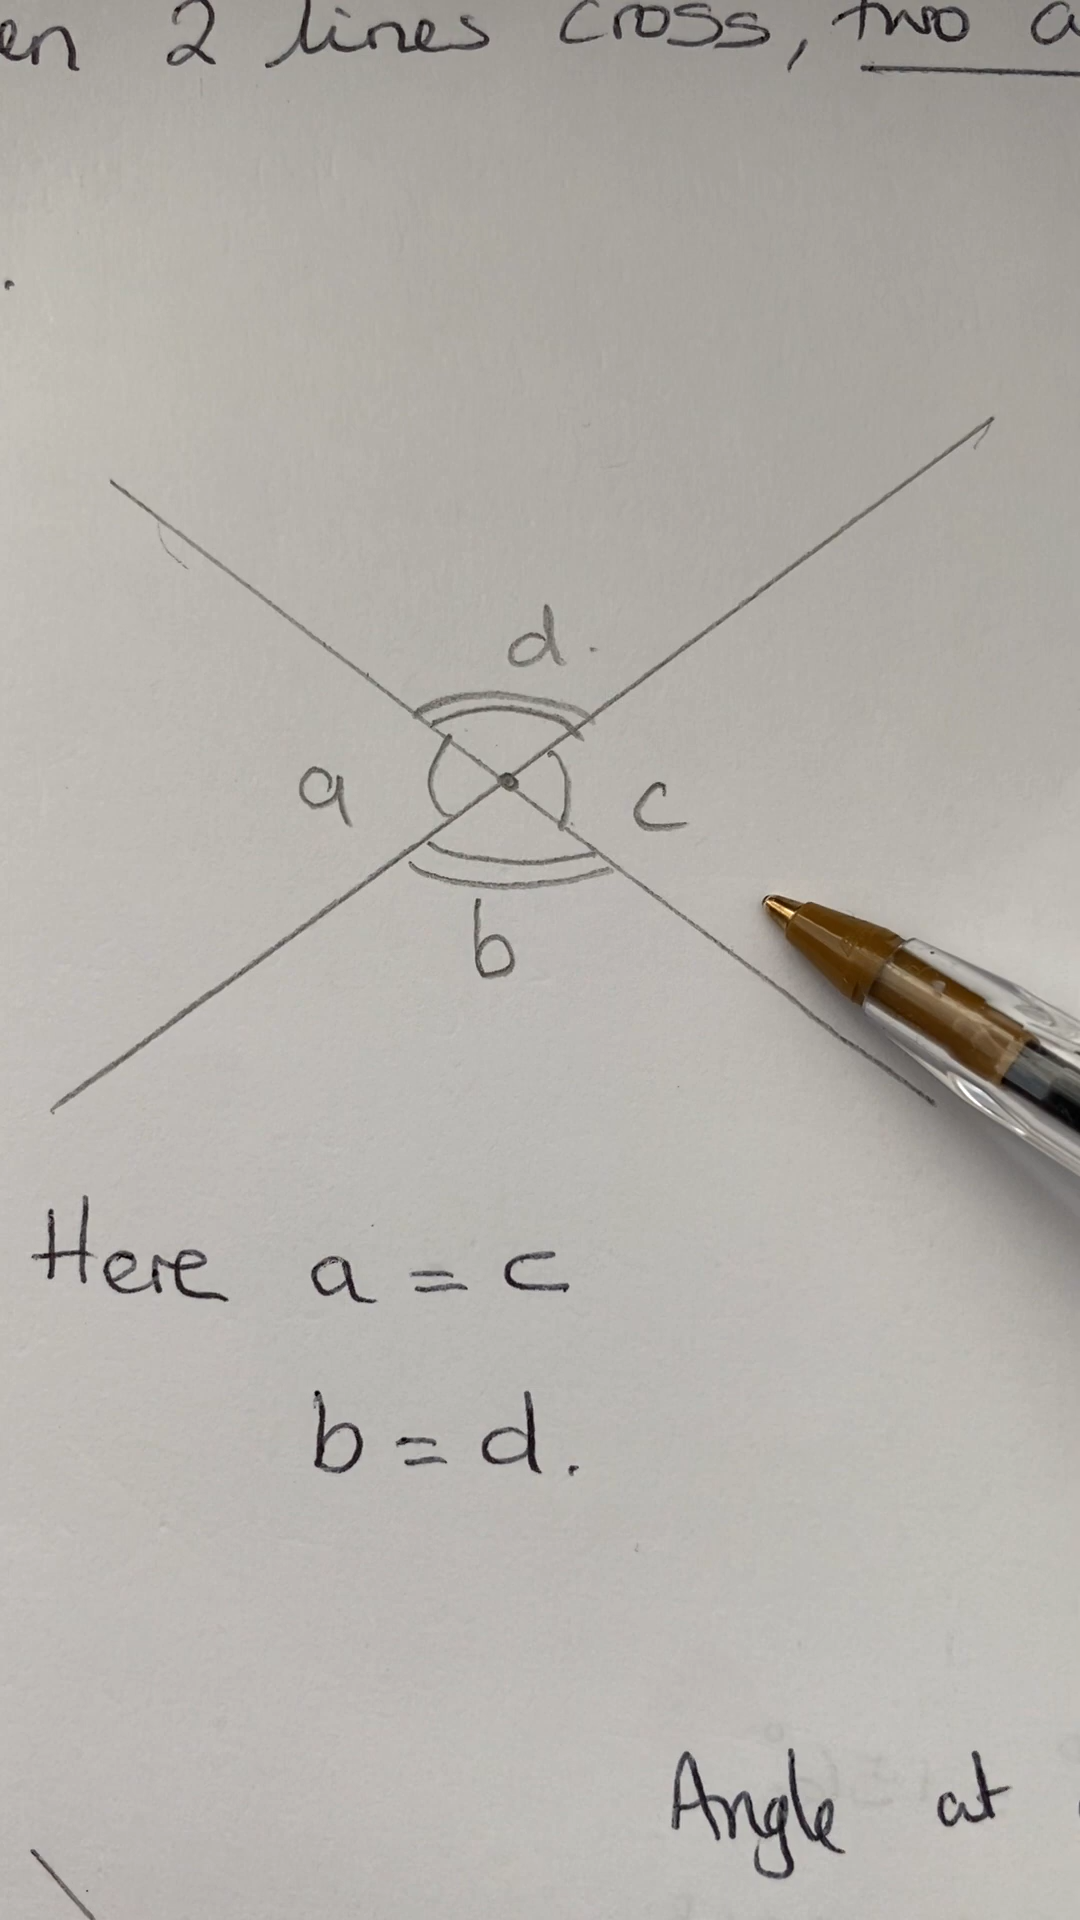 en 2 lines cross, two a
d.
a c
b
Here a = c
b = d.
Angle at